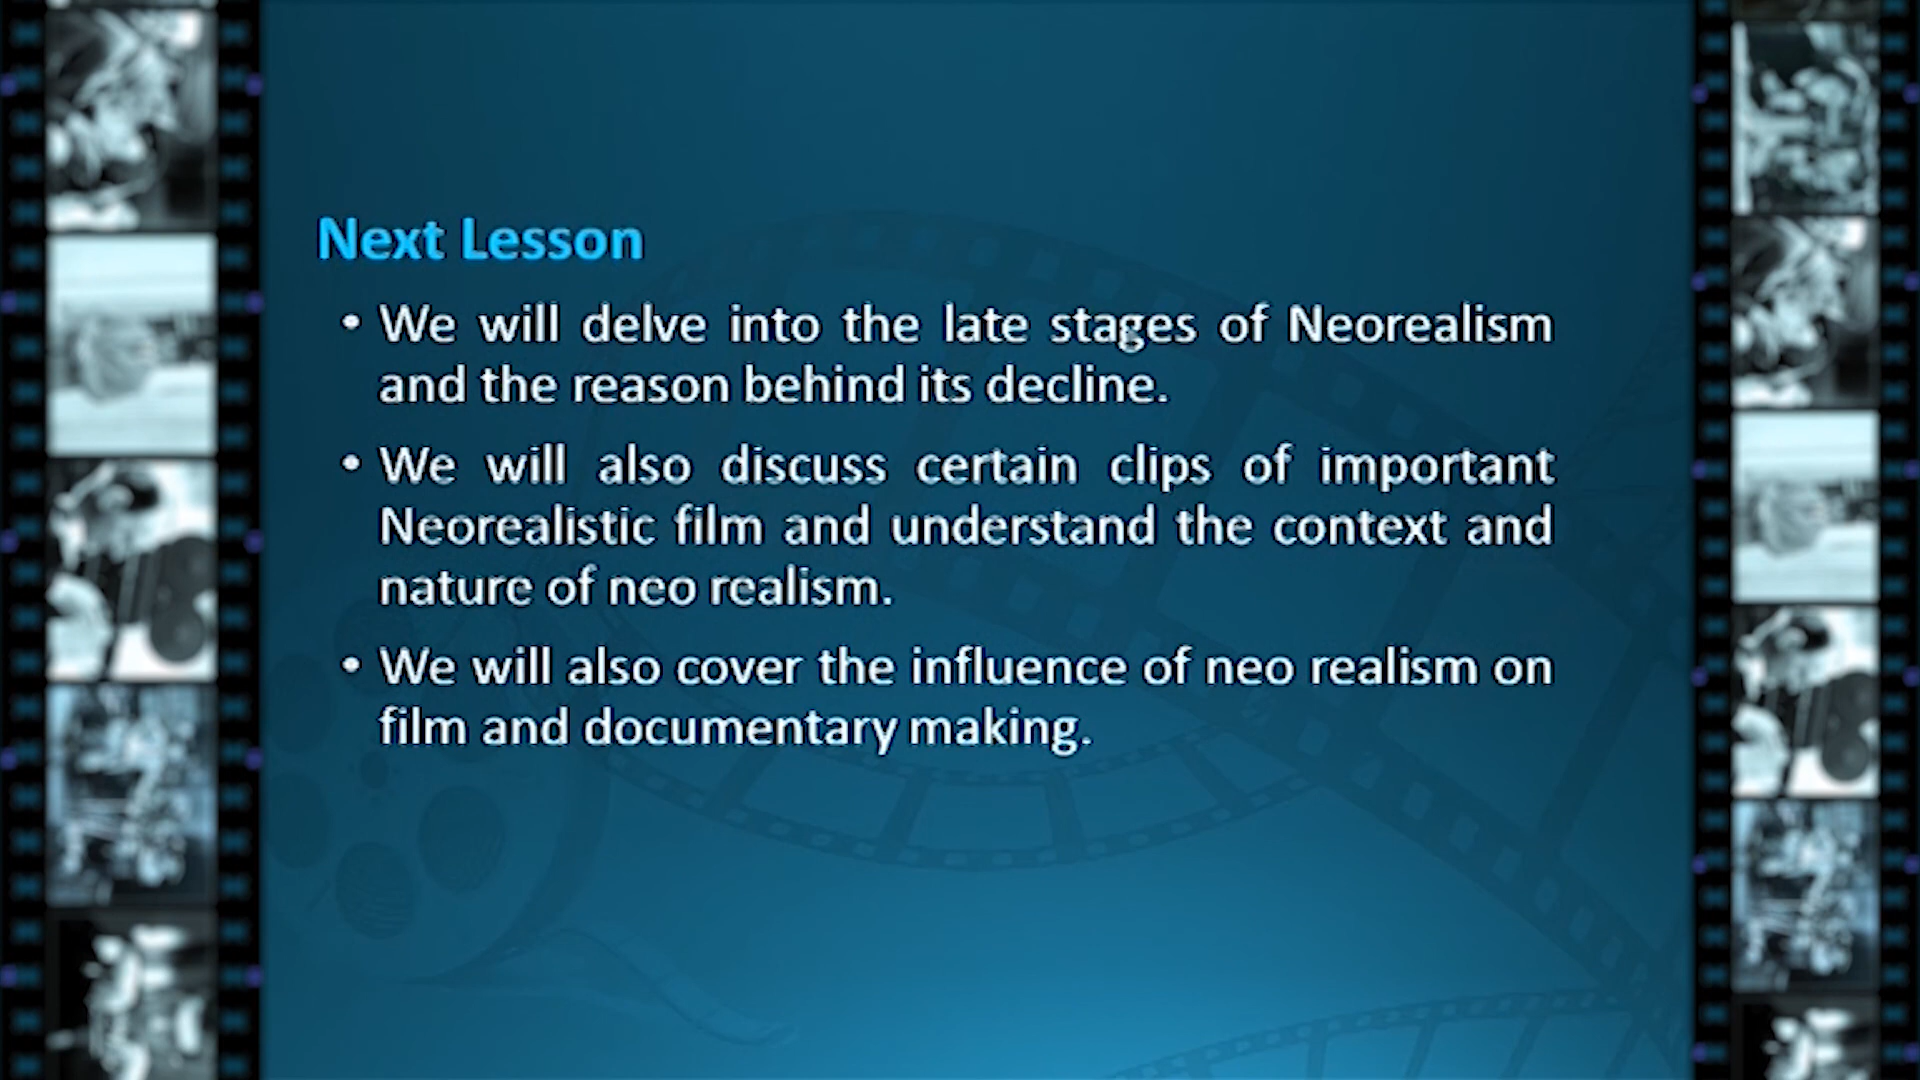 Next Lesson
• We will delve into the late stages of Neorealism
and the reason behind its decline.
• We will also discuss certain clips of important
Neorealistic film and understand the context and
nature of neo realism.
• We will also cover the influence of neo realism on
film and documentary making.